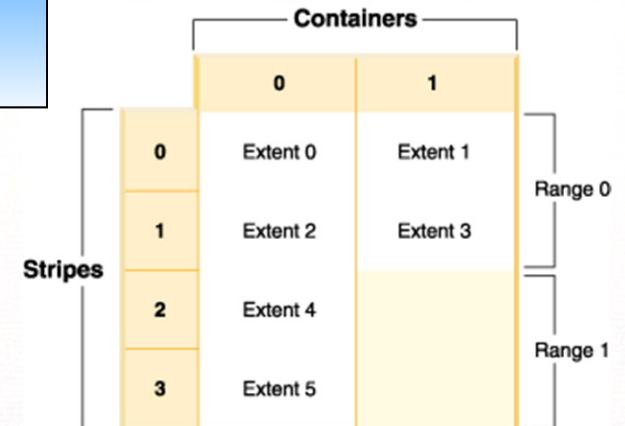 Containers
0 1
0 Extent 0 Extent 1
Range 0
1 Extent 2 Extent 3
Stripes
2 Extent 4
Range 1
3 Extent 5